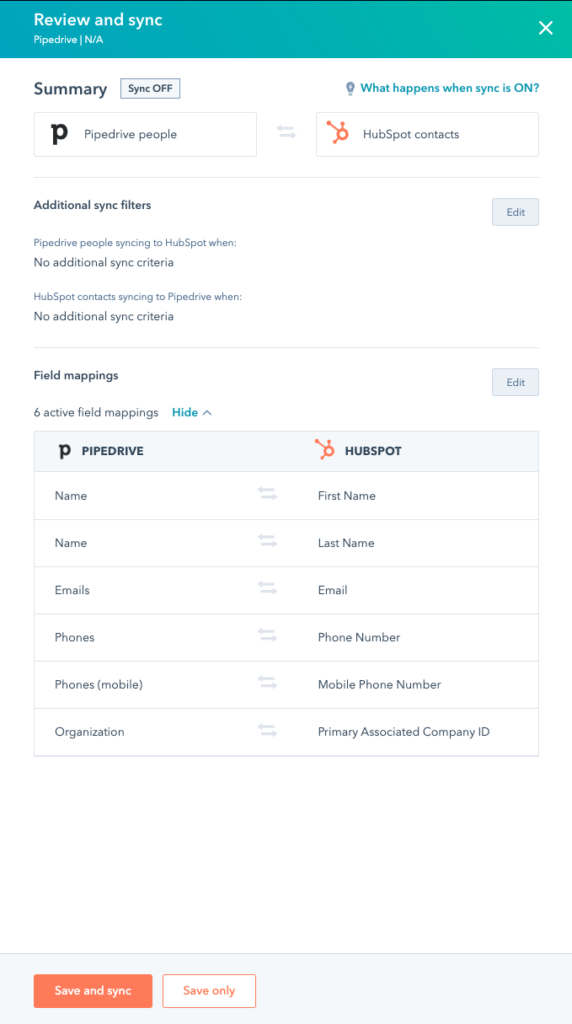 Review and sync
Pipedrive | N/A
Summary
Sync OFF
What happens when sync is ON?
Pipedrive people
HubSpot contacts
Additional sync filters
Edit
Pipedrive people syncing to HubSpot when:
No additional sync criteria
HubSpot contacts syncing to Pipedrive when:
No additional sync criteria
Field mappings
Edit
6 active field mappings Hide
PIPEDRIVE HUBSPOT
Name First Name
Name Last Name
Emails Email
Phones Phone Number
Phones (mobile) Mobile Phone Number
Organization Primary Associated Company ID
Save and sync Save only